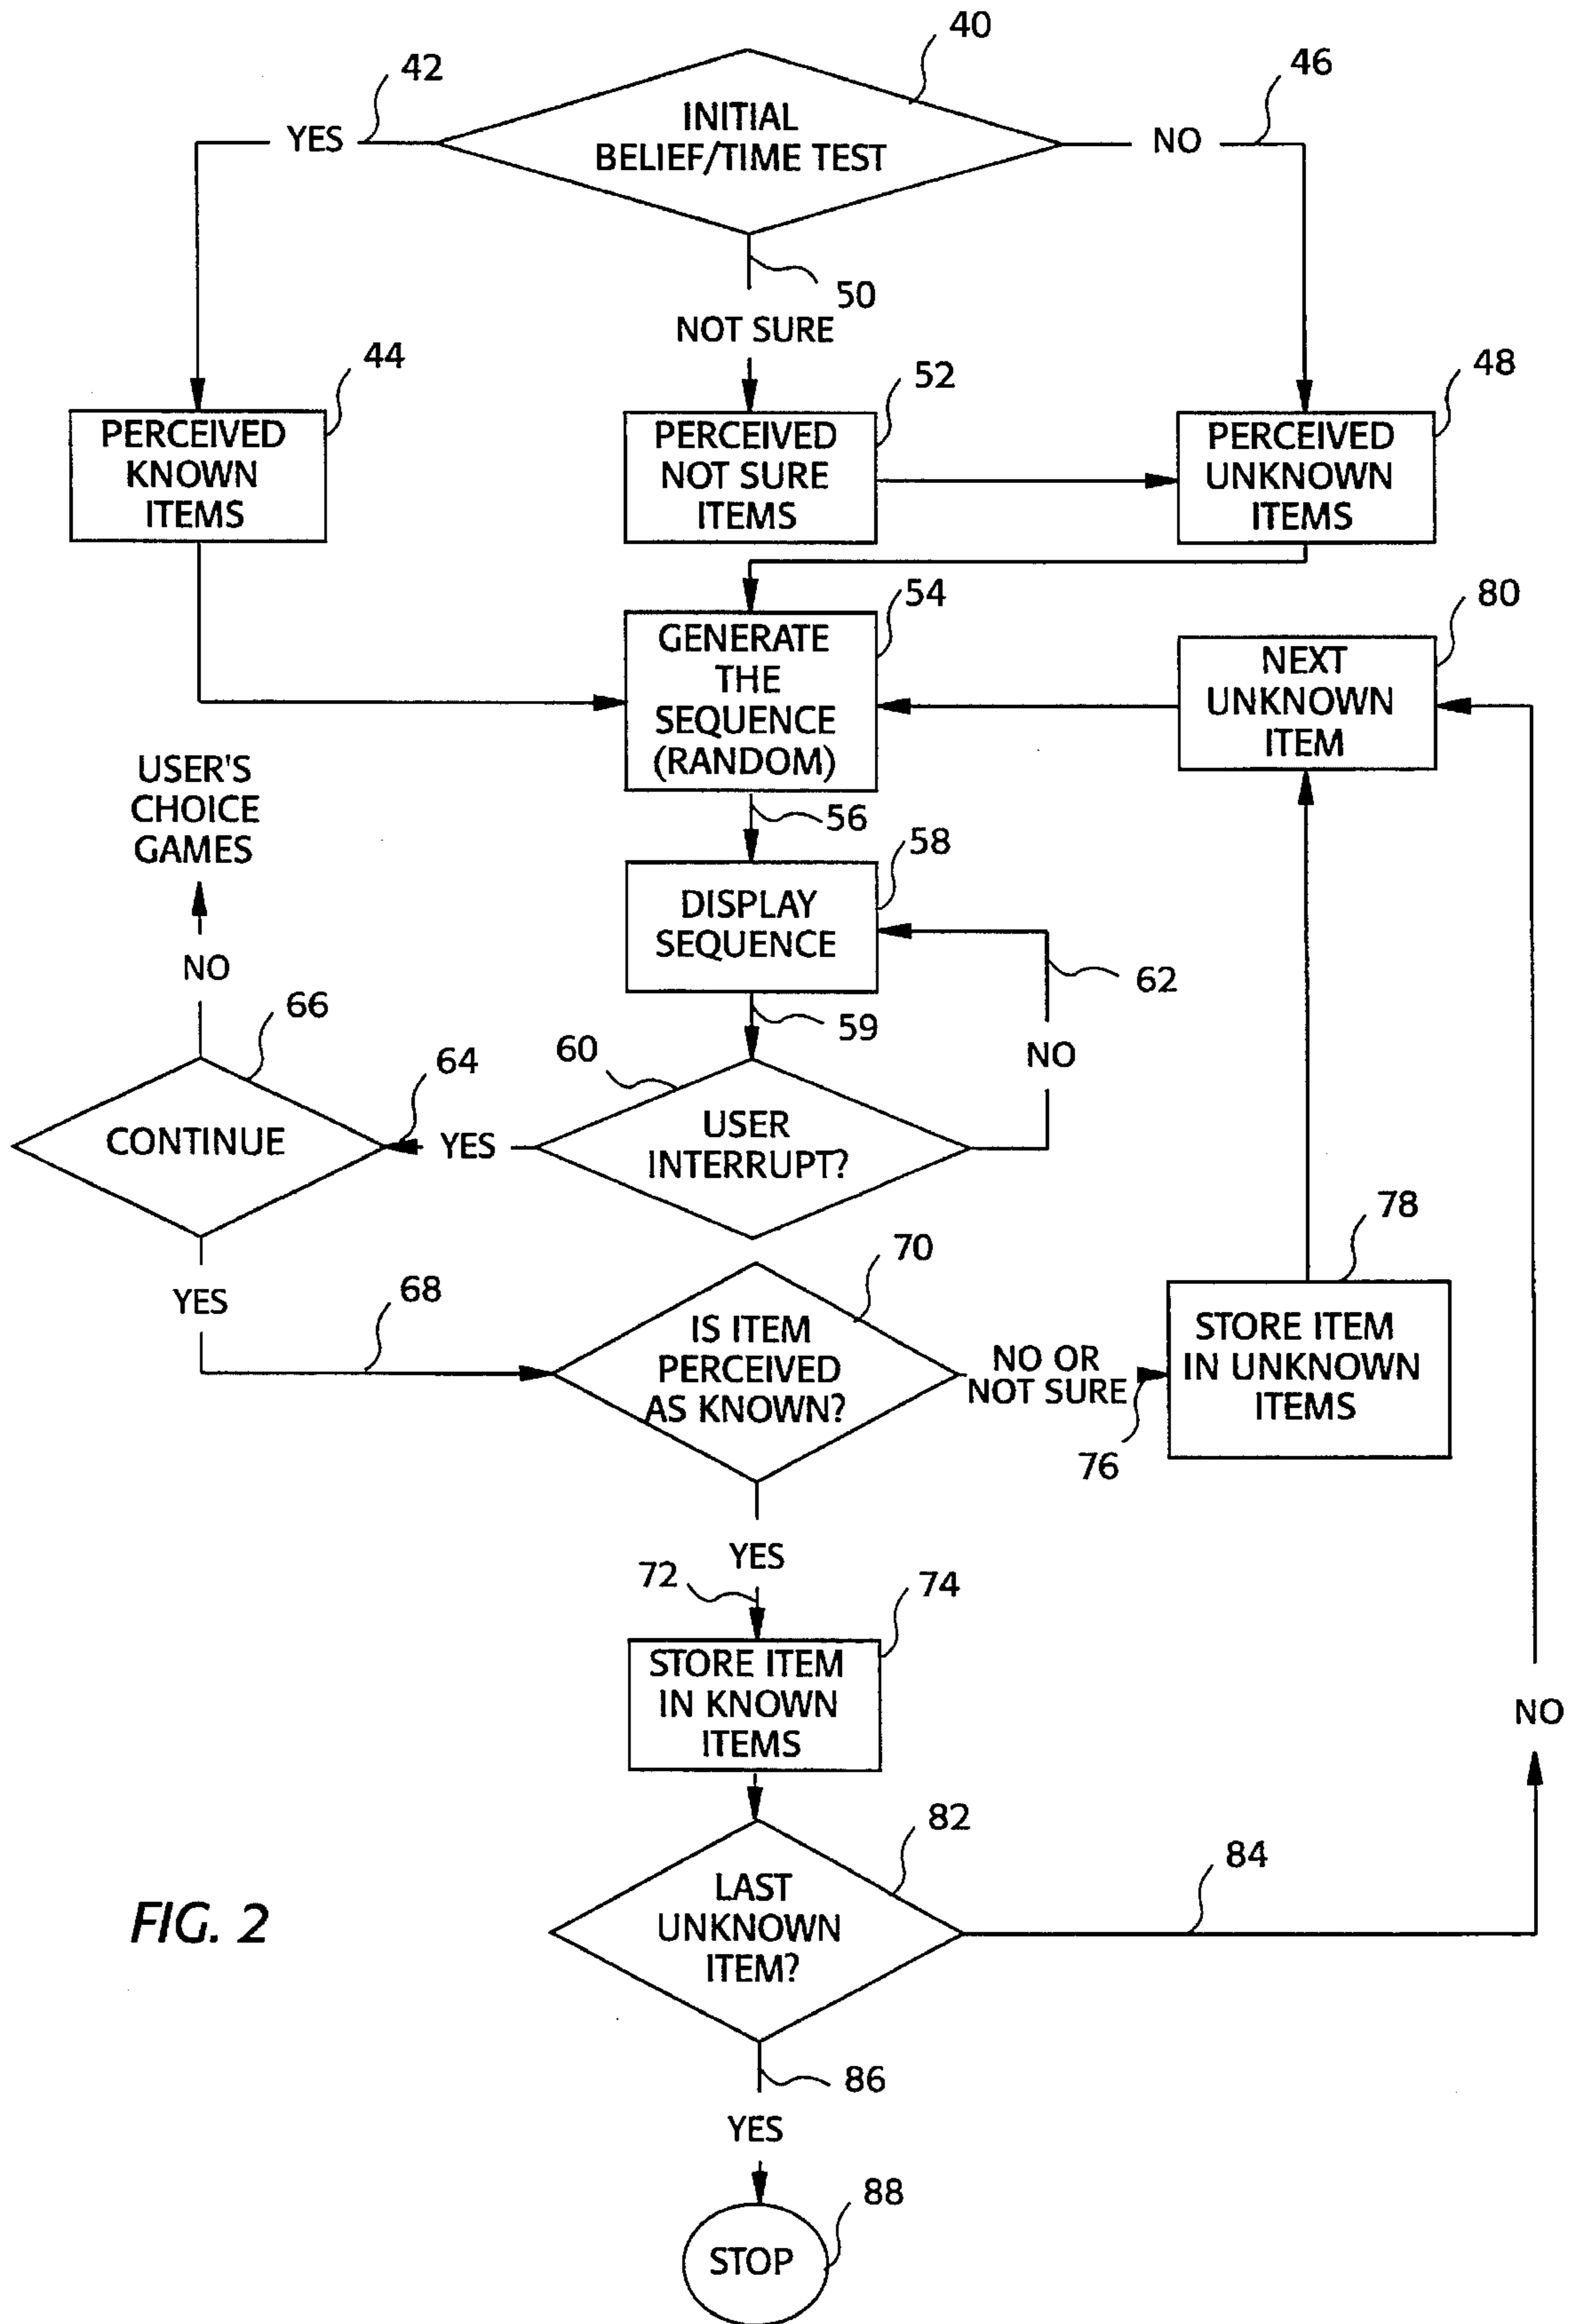 40
42
46
INITIAL
BELIEF/TIME TEST
YES
NO
50
NOT SURE
44
52
48
PERCEIVED
KNOWN
ITEMS
PERCEIVED
NOT SURE
ITEMS
PERCEIVED
UNKNOWN
ITEMS
54
80
GENERATE
THE
SEQUENCE
(RANDOM)
NEXT
UNKNOWN
ITEM
USER'S
CHOICE
GAMES
56
58
DISPLAY
SEQUENCE
NO
62
66
59
60
64
NO
CONTINUE
YES
USER
INTERRUPT?
78
70
YES
68
IS ITEM
PERCEIVED
AS KNOWN?
NO OR
NOT SURE
76
STORE ITEM
IN UNKNOWN
ITEMS
YES
72
74
STORE ITEM
IN KNOWN
ITEMS
NO
82
84
LAST
UNKNOWN
ITEM?
FIG. 2
86
YES
88
STOP